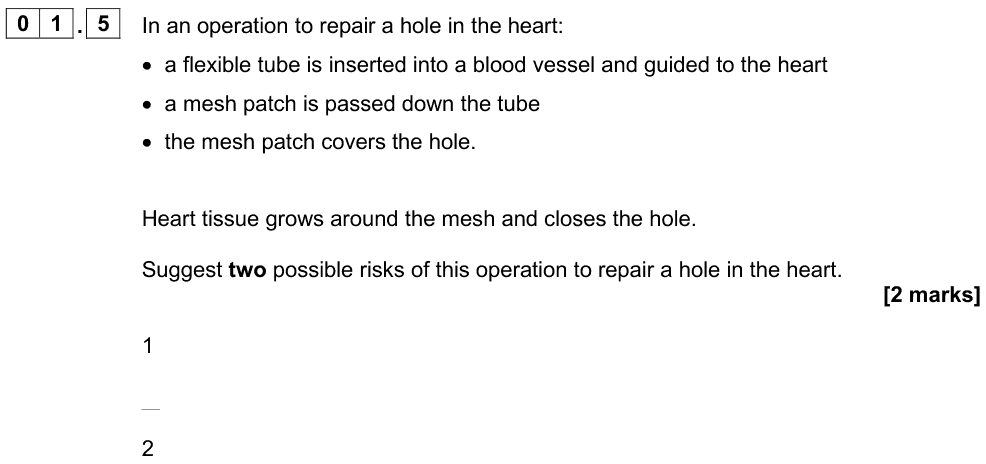 0 1 . 5 In an operation to repair a hole in the heart:
• a flexible tube is inserted into a blood vessel and guided to the heart
• a mesh patch is passed down the tube
• the mesh patch covers the hole.
Heart tissue grows around the mesh and closes the hole.
Suggest two possible risks of this operation to repair a hole in the heart.
[2 marks]
1
2